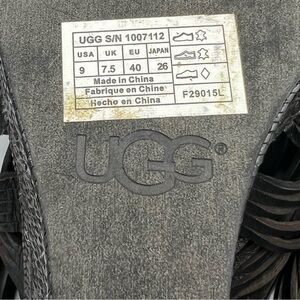 UGG S/N 1007112
USA UK EU JAPAN
9 7.5 40 26
Made in China
Fabrique en Chine
Hecho en China
F29015L
UGG®